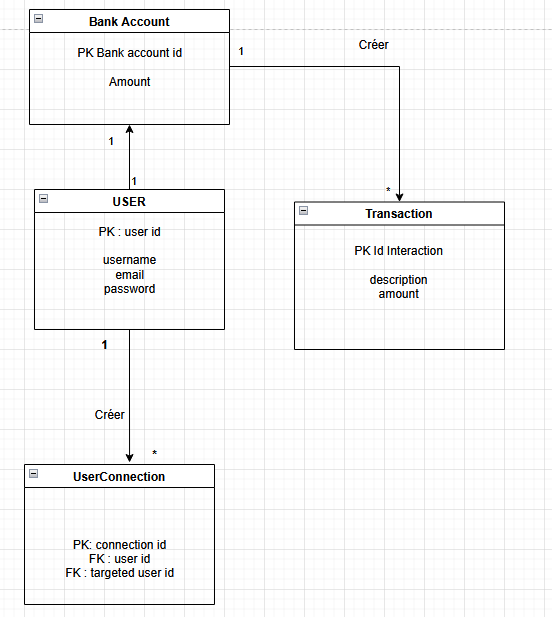 Bank Account
PK Bank account id
Amount
1
Créer
*
1
1
USER
PK : user id
username
email
password
Transaction
PK Id Interaction
description
amount
1
Créer
*
UserConnection
PK: connection id
FK : user id
FK : targeted user id